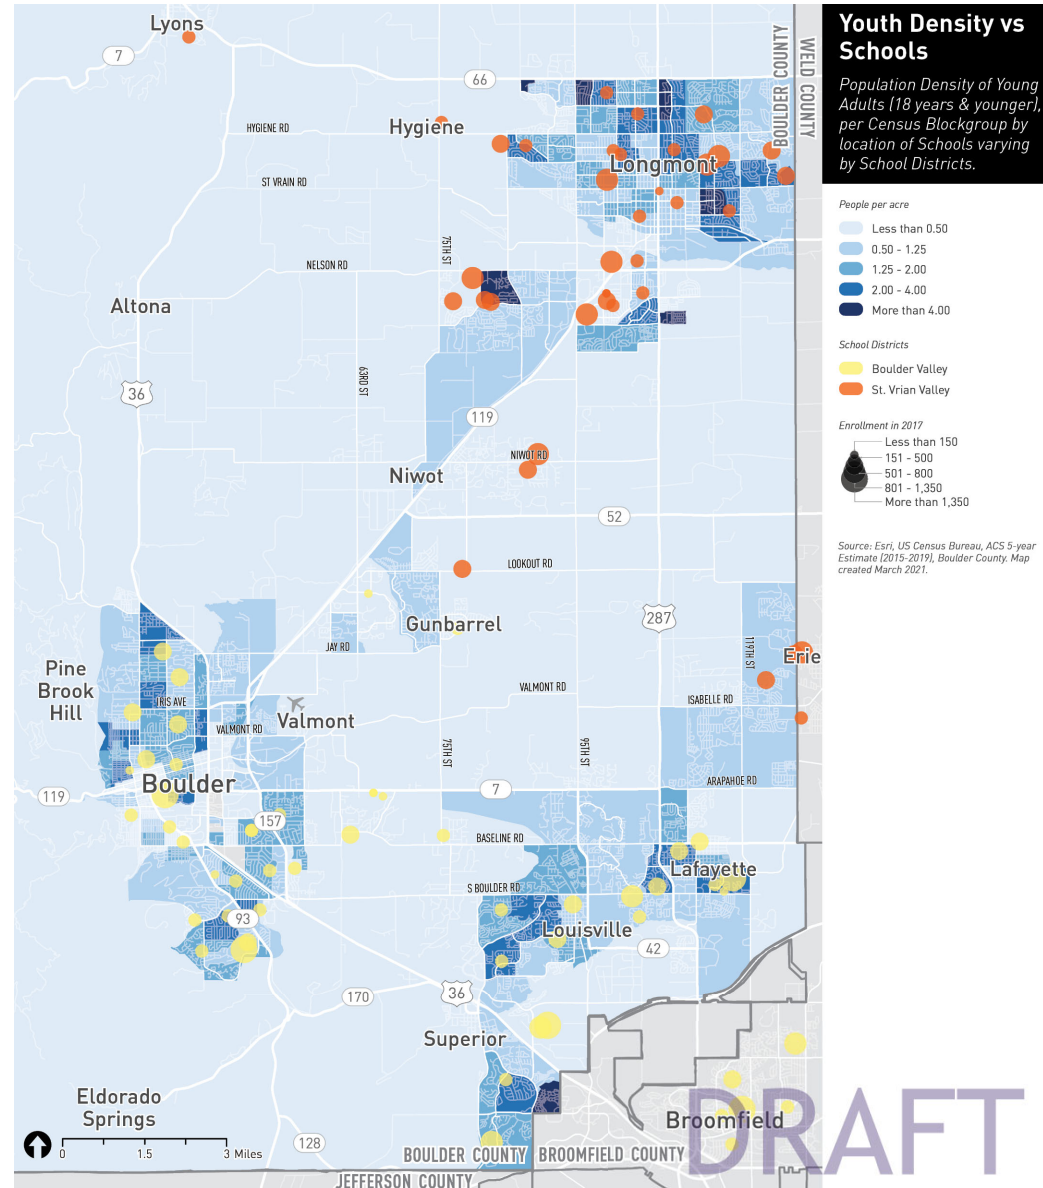 Youth Density vs
Schools
Population Density of Young
Adults (18 years & younger),
per Census Blockgroup by
location of Schools varying
by School Districts.
People per acre
Less than 0.50
0.50 - 1.25
1.25 - 2.00
2.00 - 4.00
More than 4.00
School Districts
Boulder Valley
St. Vrian Valley
Enrollment in 2017
Less than 150
151 - 500
501 - 800
801 - 1,350
More than 1,350
Source: Esri, US Census Bureau, ACS 5-year
Estimate (2015-2019), Boulder County. Map
created March 2021.
Lyons
7
66
BOULDER COUNTY
WELD COUNTY
HYGIENE RD
Hygiene
Longmont
ST VRAIN RD
75TH ST
NELSON RD
Altona
36
63RD ST
119
NIWOT RD
Niwot
52
LOOKOUT RD
Gunbarrel
287
JAY RD
119TH ST
Erie
Pine
Brook
Hill
IRIS AVE
VALMONT RD
ISABELLE RD
VALMONT RD
Valmont
75TH ST
95TH ST
Boulder
ARAPAHOE RD
119
7
157
BASELINE RD
Lafayette
S BOULDER RD
93
Louisville
42
170
36
Superior
Eldorado
Springs
0
1.5
3 Miles
128
Broomfield
DRAFT
BOULDER COUNTY
BROOMFIELD COUNTY
JEFFERSON COUNTY